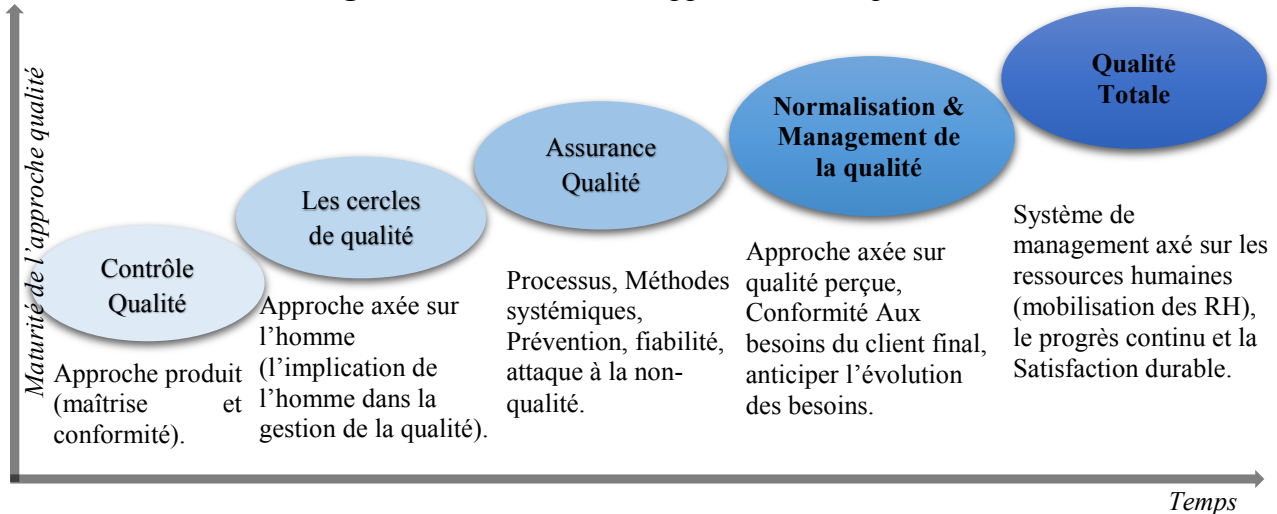 Maturité de l'approche qualité
Contrôle
Qualité
Approche produit
(maîtrise et
conformité).
Les cercles
de qualité
Approche axée sur
l'homme
(l'implication de
l'homme dans la
gestion de la qualité).
Assurance
Qualité
Processus, Méthodes
systémiques,
Prévention, fiabilité,
attaque à la non-
qualité.
Normalisation &
Management de
la qualité
Approche axée sur
qualité perçue,
Conformité Aux
besoins du client final,
anticiper l'évolution
des besoins.
Qualité
Totale
Système de
management axé sur les
ressources humaines
(mobilisation des RH),
le progrès continu et la
Satisfaction durable.
Temps